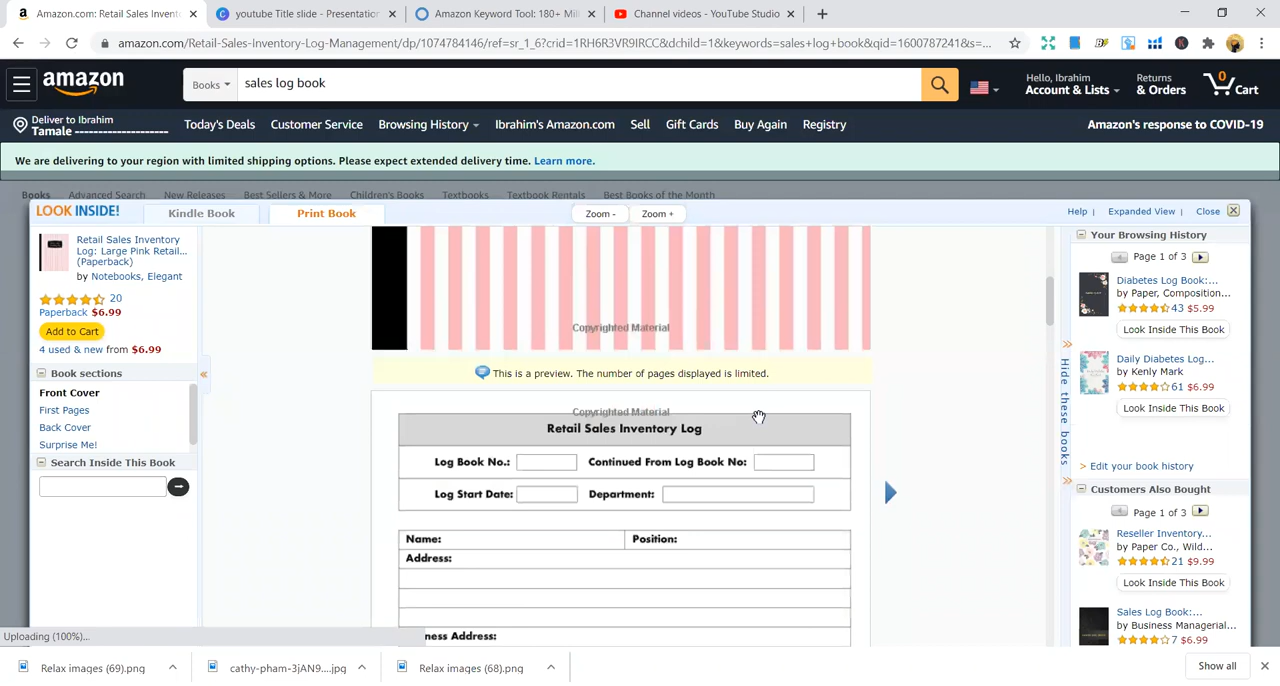 Amazon.com: Retail Sales Invento
youtube Title slide - Presentation
Amazon Keyword Tool: 180+ Mil
Channel videos - YouTube Studio
amazon.com/Retail-Sales-Inventory-Log-Management/dp/1074784146/ref=sr_1_6?crid=1RH6R3VR9IRCC&dchild=1&keywords=sales+log+book&qid=1600787241&s=...
amazon
Books
sales log book
Hello, Ibrahim
Account & Lists
Returns
& Orders
0
Cart
Deliver to Ibrahim
Tamale --------------------
Today's Deals
Customer Service
Browsing History
Ibrahim's Amazon.com
Sell
Gift Cards
Buy Again
Registry
Amazon's response to COVID-19
We are delivering to your region with limited shipping options. Please expect extended delivery time. Learn more.
Books
Advanced Search
New Releases
Best Sellers & More
Children's Books
Textbooks
Textbook Rentals
Best Books of the Month
LOOK INSIDE!
Kindle Book
Print Book
Zoom -
Zoom +
Help |
Expanded View |
Close
Retail Sales Inventory
Log: Large Pink Retail...
(Paperback)
by Notebooks, Elegant
20
Paperback $6.99
Add to Cart
4 used & new from $6.99
Book sections
Front Cover
First Pages
Back Cover
Surprise Me!
Search Inside This Book
Copyrighted Material
This is a preview. The number of pages displayed is limited.
Copyrighted Material
Retail Sales Inventory Log
Log Book No.:
Continued From Log Book No:
Log Start Date:
Department:
Name:
Position:
Address:
ness Address:
Hide these books
Your Browsing History
Page 1 of 3
Diabetes Log Book:...
by Paper, Composition...
43 $5.99
Look Inside This Book
Daily Diabetes Log...
by Kenly Mark
61 $6.99
Look Inside This Book
> Edit your book history
Customers Also Bought
Page 1 of 3
Reseller Inventory...
by Paper Co., Wild...
21 $9.99
Look Inside This Book
Sales Log Book:...
by Business Managerial...
7 $6.99
Uploading (100%)...
Relax images (69).png
cathy-pham-3jAN9....jpg
Relax images (68).png
Show all